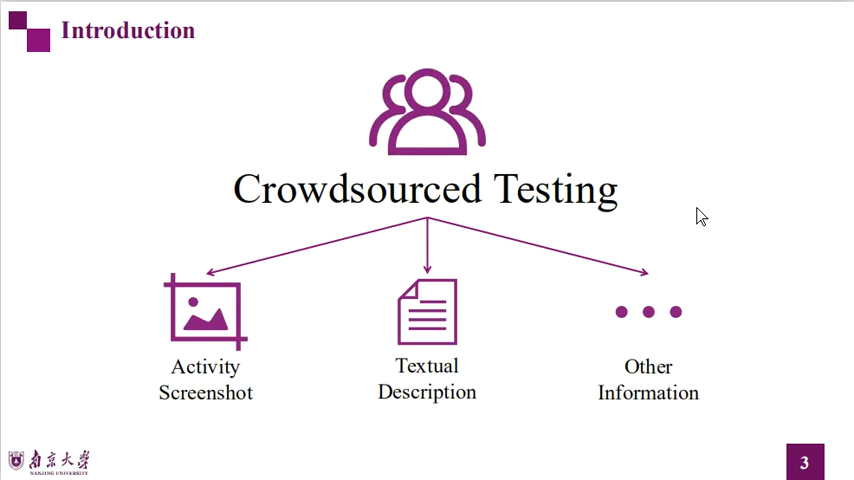 Introduction
Crowdsourced Testing
Activity
Screenshot
Textual
Description
Other
Information
南京大学
NANJING UNIVERSITY
3